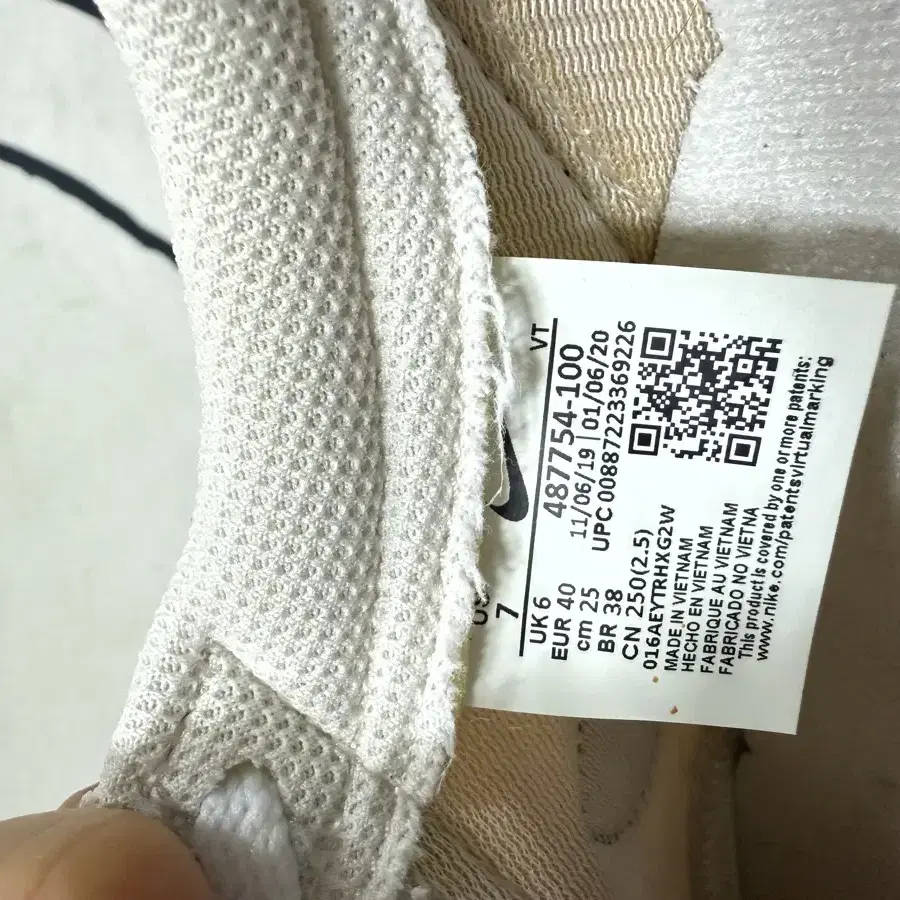 US
7
VT
UK 6
EUR 40
cm 25
BR 38
CN 250(2.5)
487754-100
11/06/19 | 01/06/20
UPC 00887223369226
016AEYTRHXG2W
MADE IN VIETNAM
HECHO EN VIETNAM
FABRIQUE AU VIETNAM
FABRICADO NO VIETNA
This product is covered by one or more patents:
www.nike.com/patentsvirtualmarking